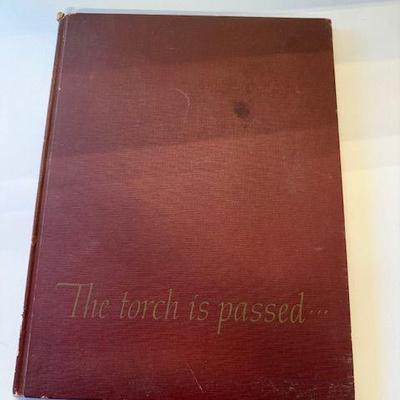 The torch is passed...